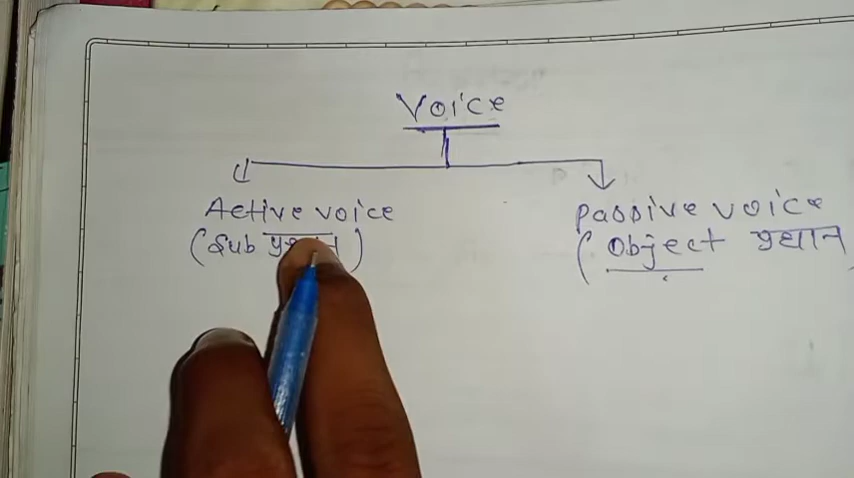 Voice
Active voice
Passive voice
(Sub
(Object प्रधान